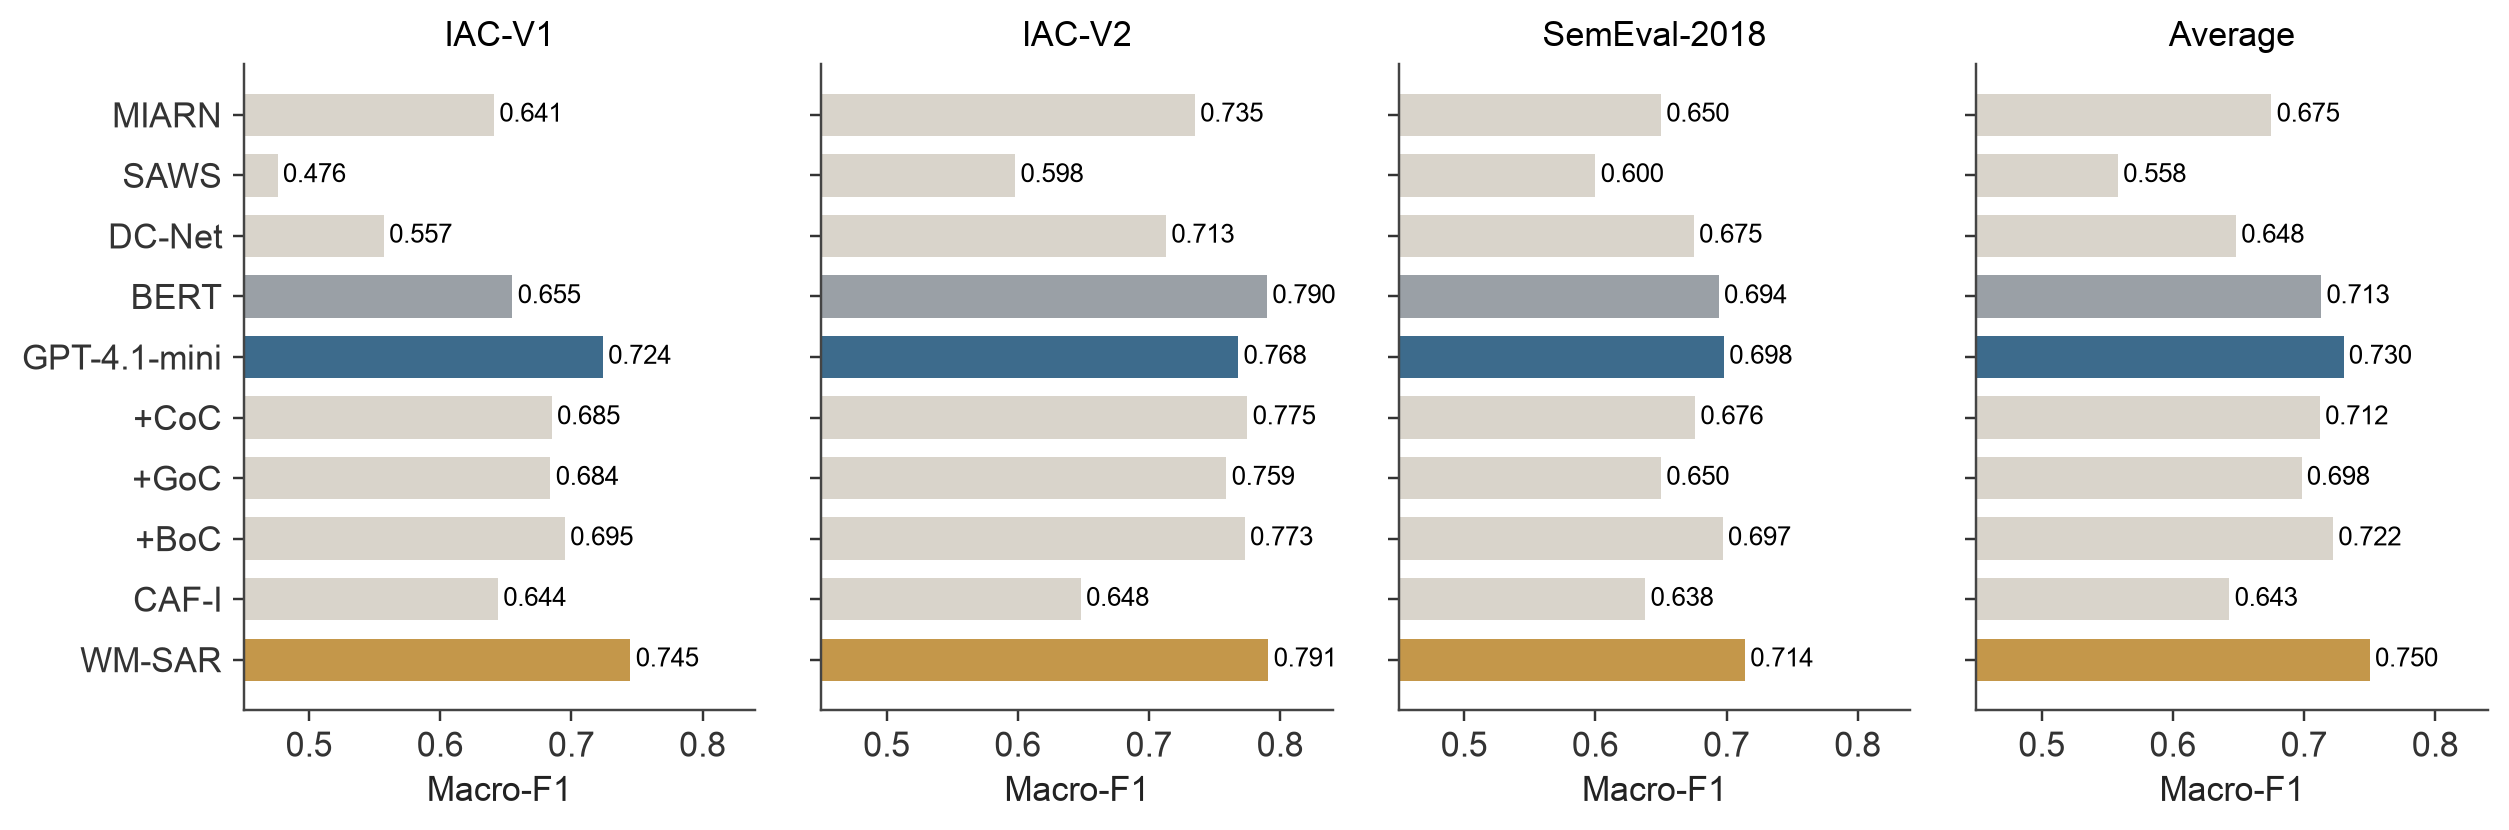 IAC-V1 IAC-V2 SemEval-2018 Average
MIARN 0.641 0.735 0.650 0.675
SAWS 0.476 0.598 0.600 0.558
DC-Net 0.557 0.713 0.675 0.648
BERT 0.655 0.790 0.694 0.713
GPT-4.1-mini 0.724 0.768 0.698 0.730
+CoC 0.685 0.775 0.676 0.712
+GoC 0.684 0.759 0.650 0.698
+BoC 0.695 0.773 0.697 0.722
CAF-I 0.644 0.648 0.638 0.643
WM-SAR 0.745 0.791 0.714 0.750
0.5 0.6 0.7 0.8 0.5 0.6 0.7 0.8 0.5 0.6 0.7 0.8 0.5 0.6 0.7 0.8
Macro-F1 Macro-F1 Macro-F1 Macro-F1